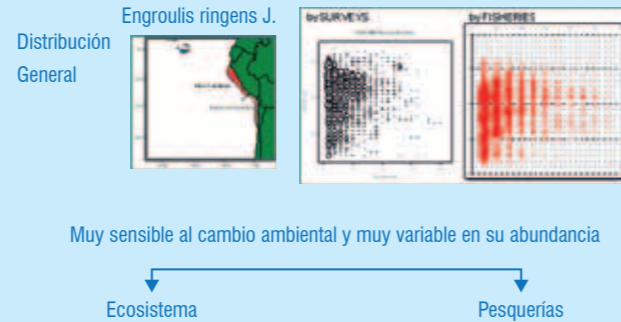 Engroulis ringens J.
Distribución
General
bySURVEYS
byFISHERIES
Muy sensible al cambio ambiental y muy variable en su abundancia
Ecosistema
Pesquerías